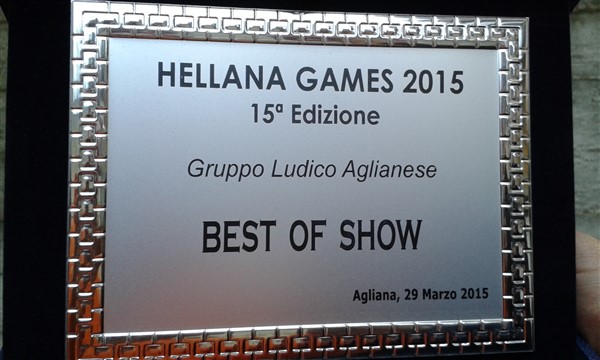 HELLANA GAMES 2015
15ª Edizione
Gruppo Ludico Aglianese
BEST OF SHOW
Agliana, 29 Marzo 2015